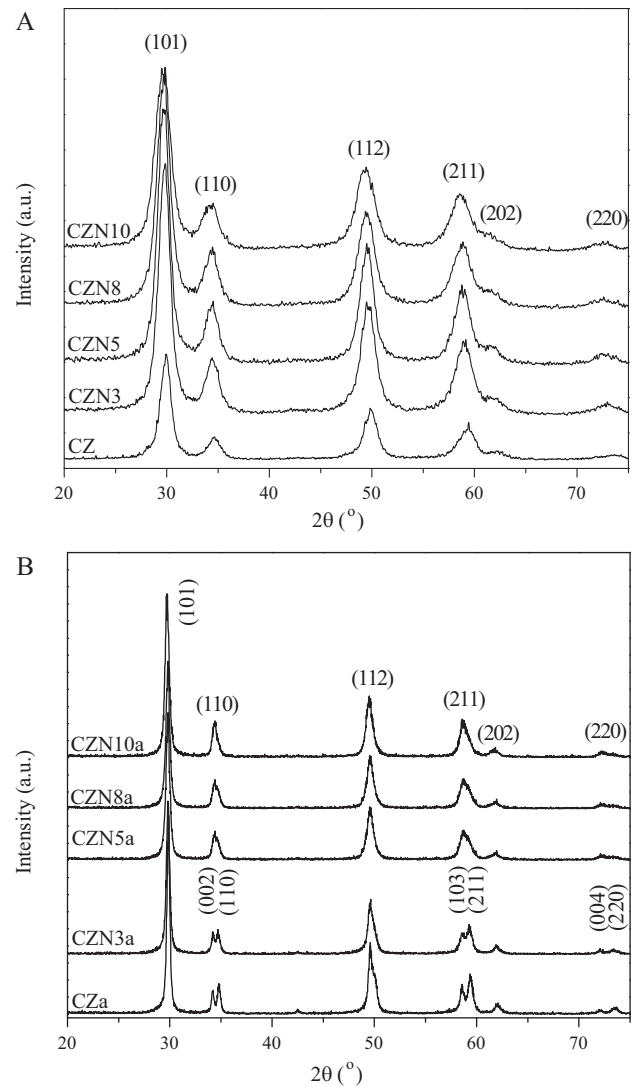 A
(101)
(110)
(112)
(211)
(202)
(220)
CZN10
CZN8
CZN5
CZN3
CZ
Intensity (a.u.)
20 30 40 50 60 70
2θ (°)
B
(101)
(110)
(112)
(211)
(202)
(220)
CZN10a
CZN8a
CZN5a
(002)
(110)
(103)
(211)
(004)
(220)
CZN3a
CZa
Intensity (a.u.)
20 30 40 50 60 70
2θ (°)